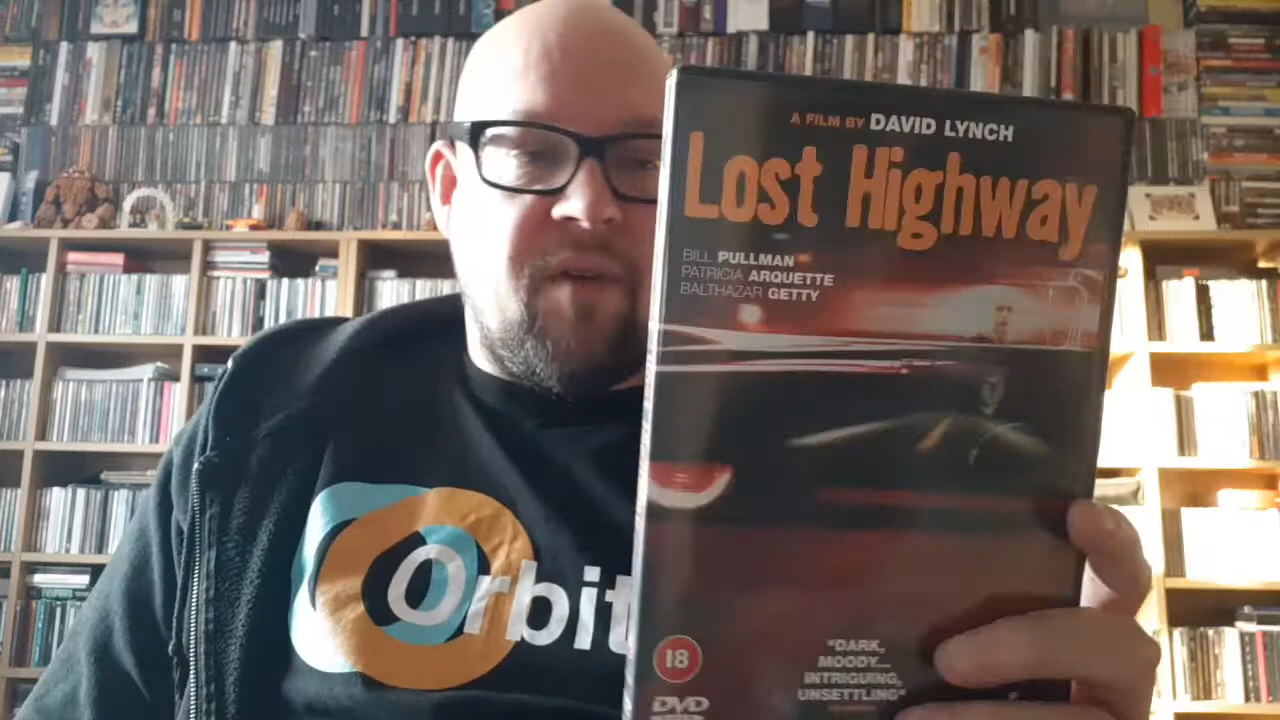 A FILM BY DAVID LYNCH
Lost Highway
BILL PULLMAN
PATRICIA ARQUETTE
BALTHAZAR GETTY
Orbit
18
"DARK,
MOODY...
INTRIGUING,
UNSETTLING"
DVD